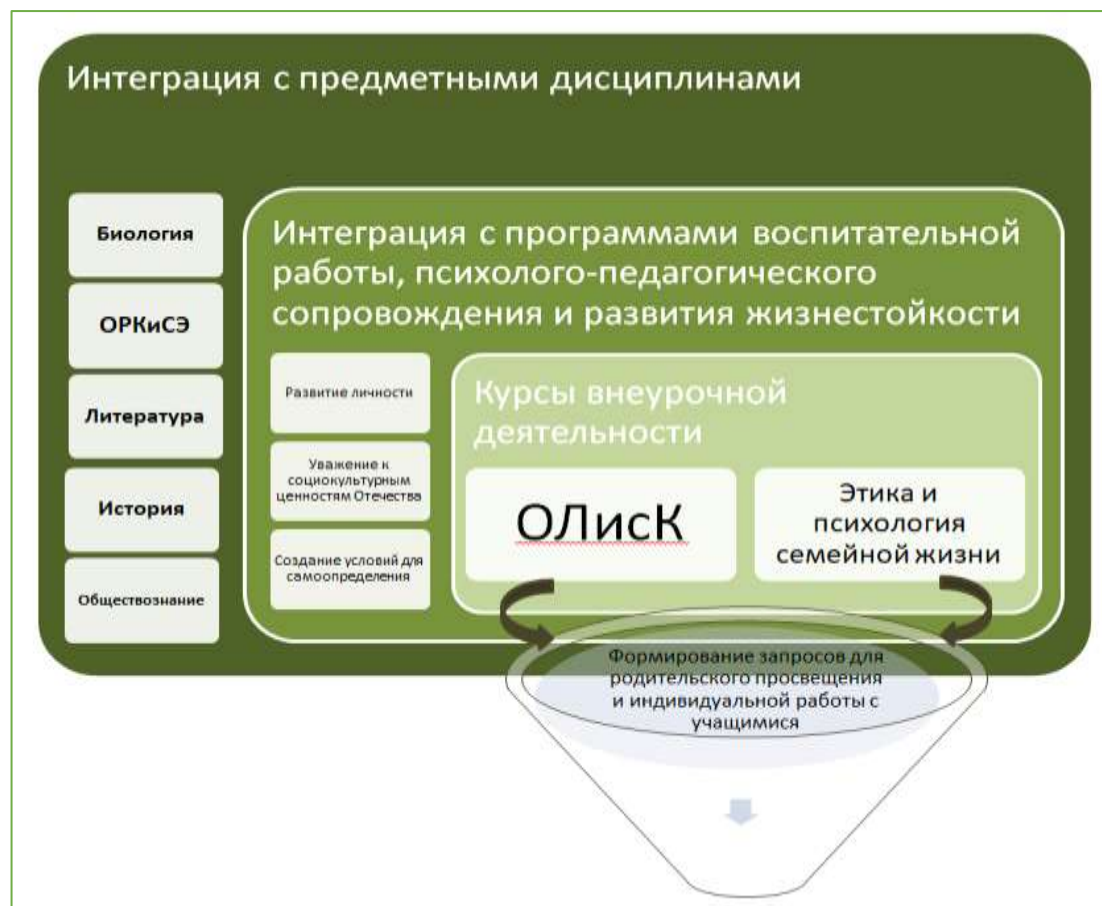 Интеграция с предметными дисциплинами
Биология
ОРКиСЭ
Литература
История
Обществознание
Интеграция с программами воспитательной
работы, психолого-педагогического
сопровождения и развития жизнестойкости
Развитие личности
Уважение к
социокультурным
ценностям Отечества
Создание условий для
самоопределения
Курсы внеурочной
деятельности
ОЛисК
Этика и
психология
семейной жизни
Формирование запросов для
родительского просвещения
и индивидуальной работы с
учащимися